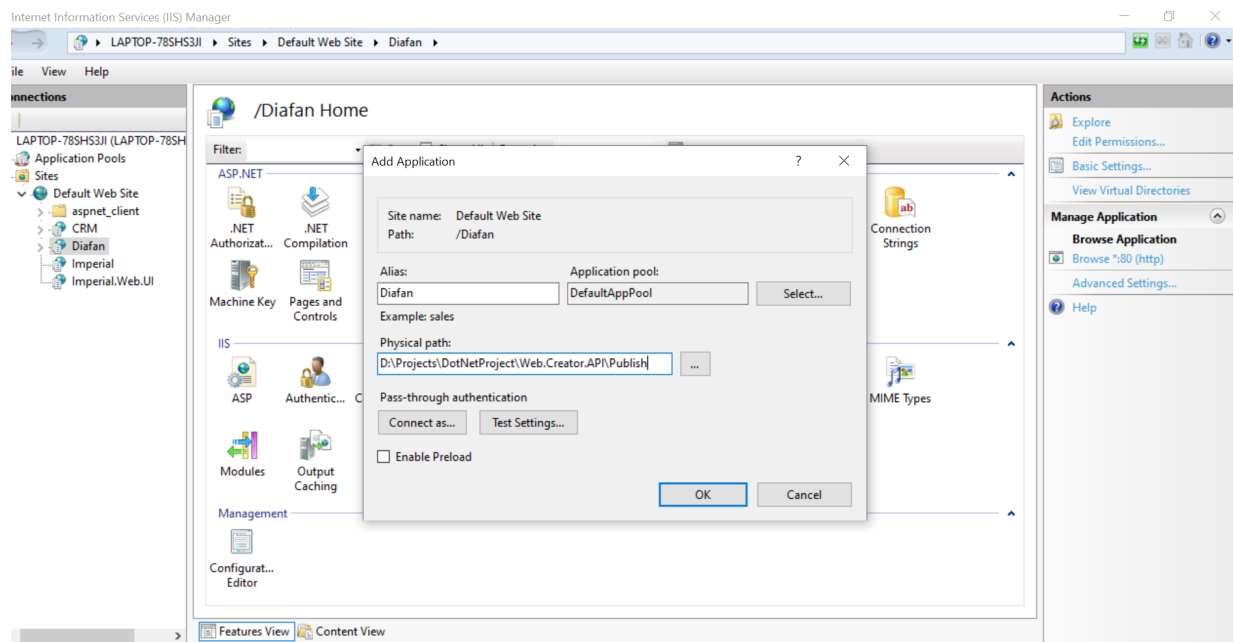 Internet Information Services (IIS) Manager
LAPTOP-78SHS3JI Sites Default Web Site Diafan
ile View Help
onnections
LAPTOP-78SHS3JI (LAPTOP-78SH
Application Pools
Sites
Default Web Site
aspnet_client
CRM
Diafan
Imperial
Imperial.Web.UI
/Diafan Home
Filter:
ASP.NET
.NET Authorizat...
.NET Compilation
Connection Strings
Machine Key
Pages and Controls
IIS
ASP
Authentic...
C
MIME Types
Modules
Output Caching
Management
Configurat... Editor
Features View
Content View
Add Application
?
Site name: Default Web Site
Path: /Diafan
Alias:
Application pool:
Diafan
DefaultAppPool
Select...
Example: sales
Physical path:
D:\Projects\DotNetProject\Web.Creator.API\Publish
...
Pass-through authentication
Connect as...
Test Settings...
Enable Preload
OK
Cancel
Actions
Explore
Edit Permissions...
Basic Settings...
View Virtual Directories
Manage Application
Browse Application
Browse *:80 (http)
Advanced Settings...
Help